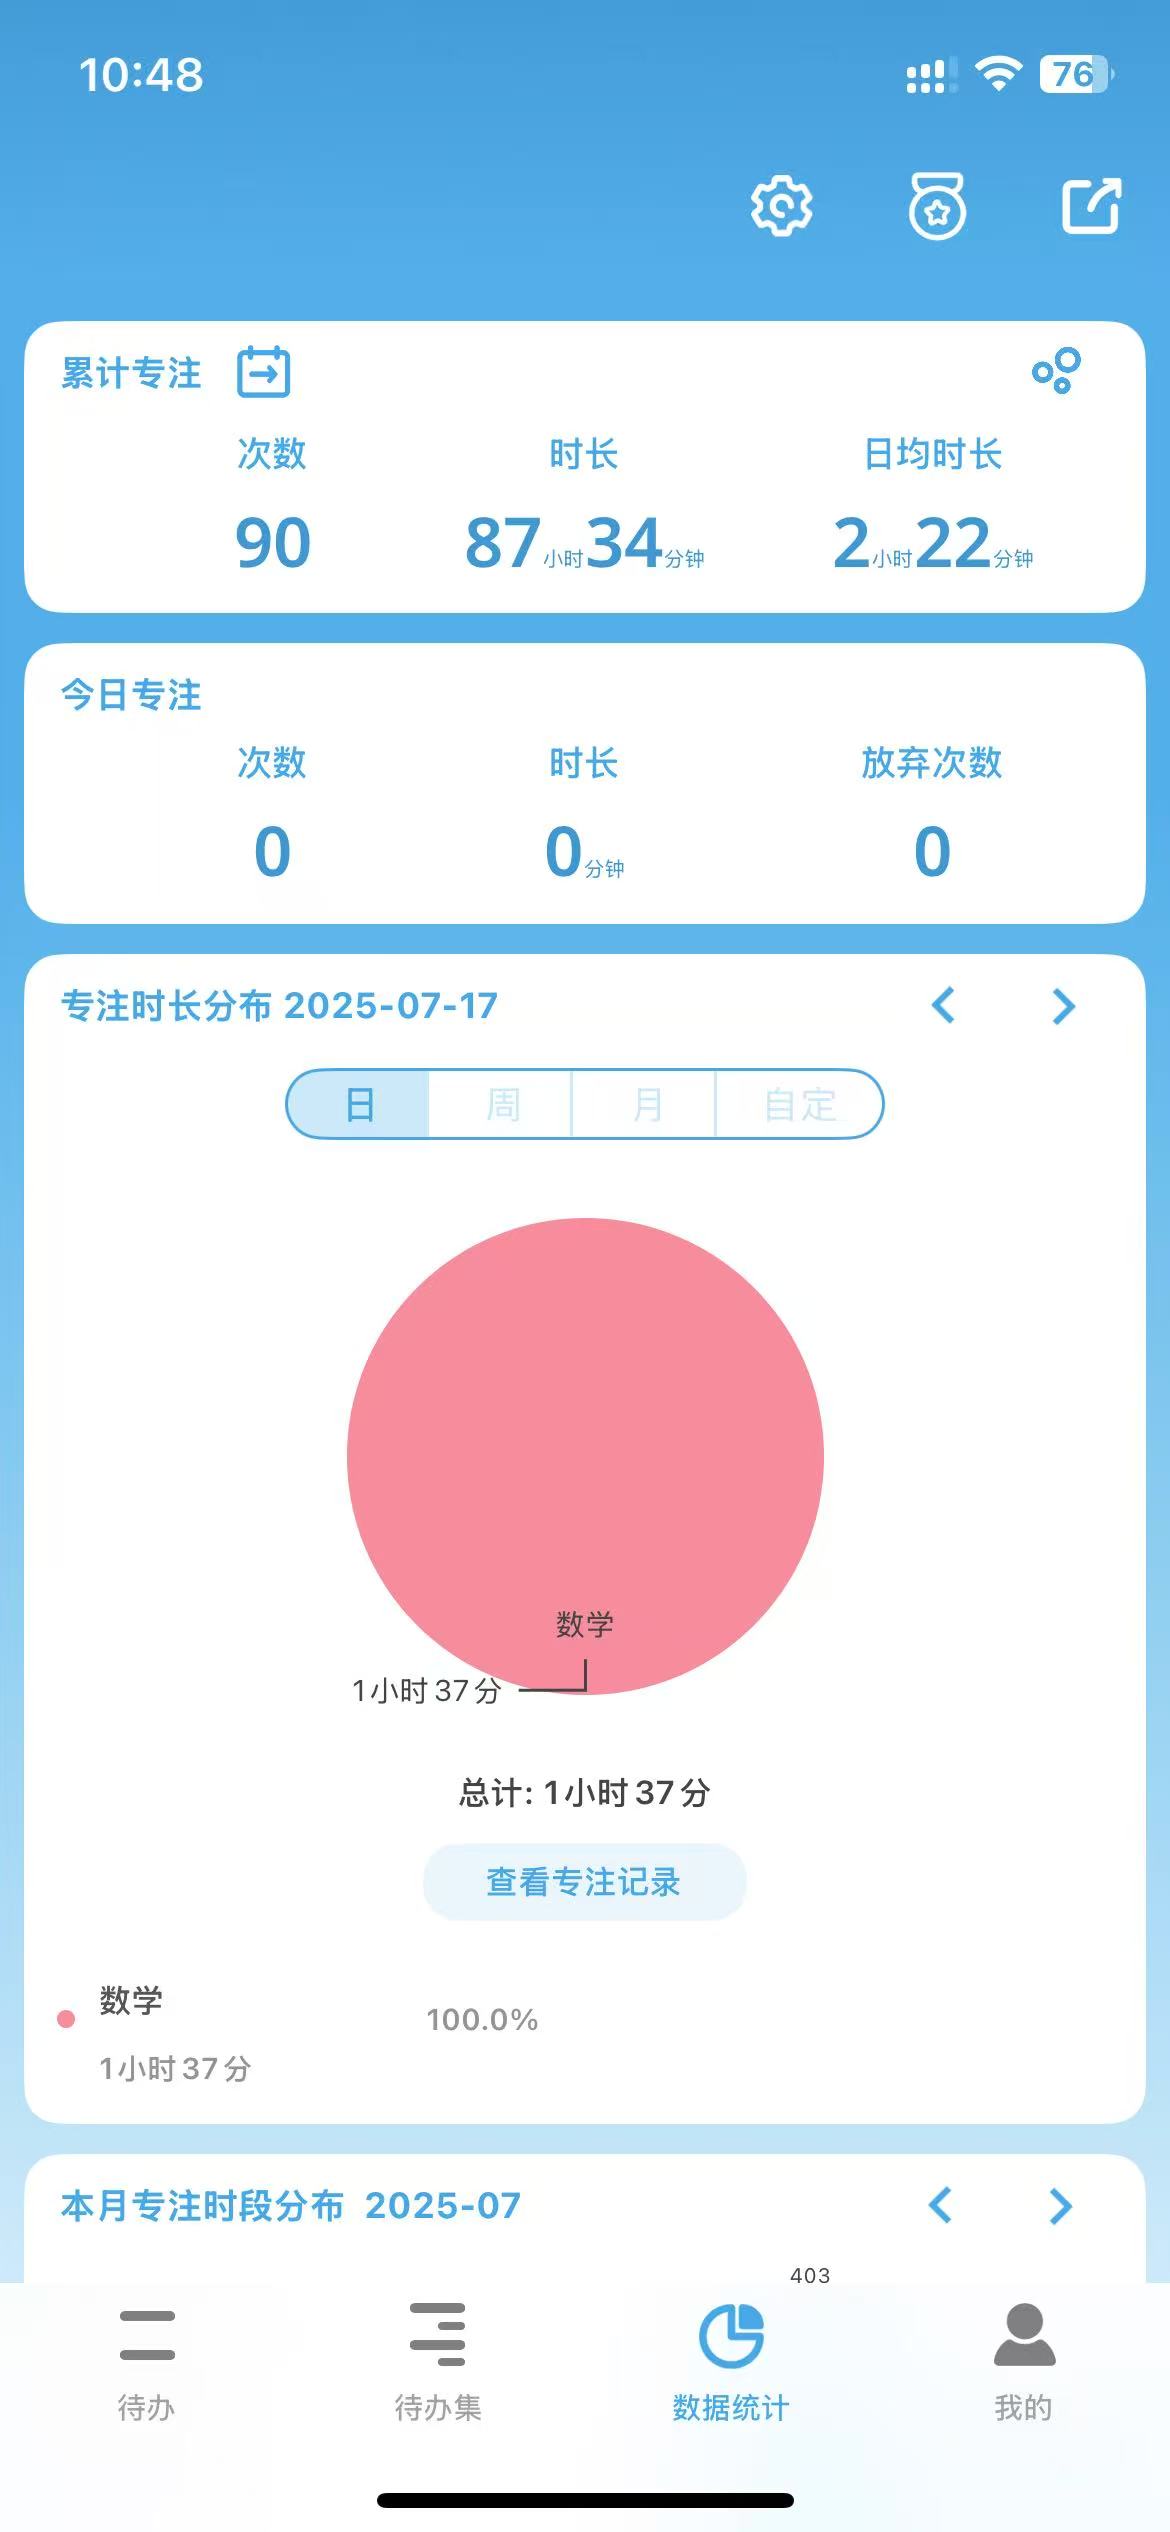 10:48
76
累计专注
次数 时长 日均时长
90 87小时34分钟 2小时22分钟
今日专注
次数 时长 放弃次数
0 0分钟 0
专注时长分布 2025-07-17
日 周 月 自定
数学
1小时37分
总计: 1小时37分
查看专注记录
数学
100.0%
1小时37分
本月专注时段分布 2025-07
403
待办 待办集 数据统计 我的